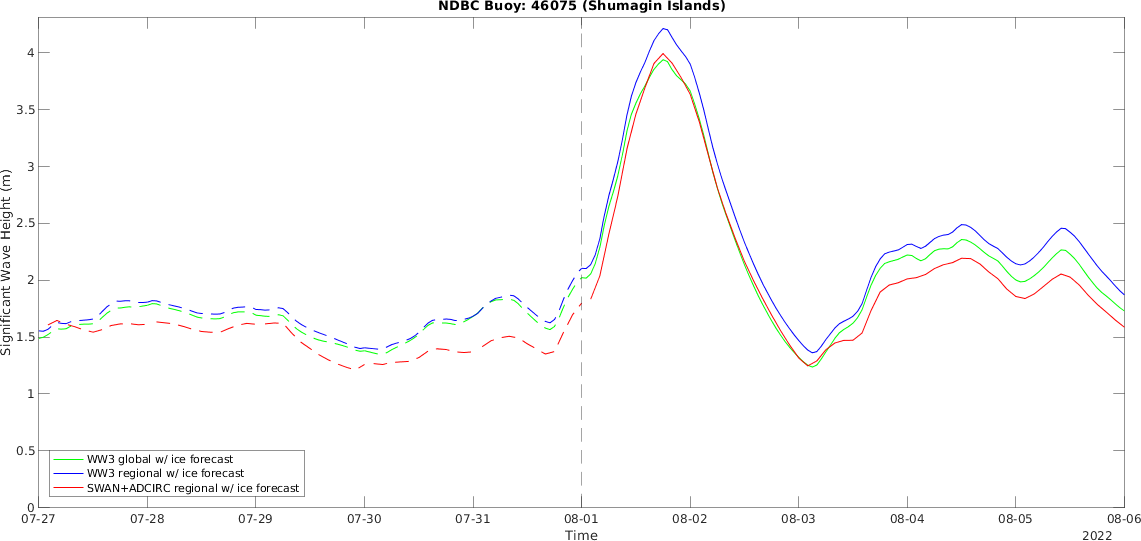 NDBC Buoy: 46075 (Shumagin Islands)
Significant Wave Height (m)
4
3.5
3
2.5
2
1.5
1
0.5
0
WW3 global w/ ice forecast
WW3 regional w/ ice forecast
SWAN+ADCIRC regional w/ ice forecast
07-27 07-28 07-29 07-30 07-31 08-01 08-02 08-03 08-04 08-05 08-06
Time
2022